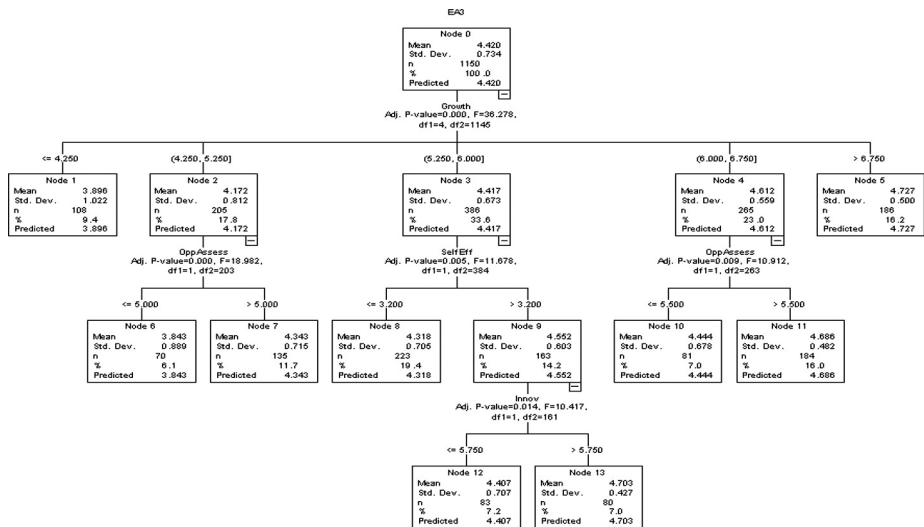 EA3
Node 0
Mean 4.420
Std. Dev. 0.734
n 1150
% 100.0
Predicted 4.420
Growth
Adj. P-value=0.000, F=36.278,
df1=4, df2=1145
<= 4.250
(4.250, 5.250]
(5.250, 6.000]
(6.000, 6.750]
> 6.750
Node 1
Mean 3.896
Std. Dev. 1.022
n 108
% 9.4
Predicted 3.896
Node 2
Mean 4.172
Std. Dev. 0.812
n 205
% 17.8
Predicted 4.172
Node 3
Mean 4.417
Std. Dev. 0.673
n 386
% 33.6
Predicted 4.417
Node 4
Mean 4.612
Std. Dev. 0.559
n 265
% 23.0
Predicted 4.612
Node 5
Mean 4.727
Std. Dev. 0.500
n 186
% 16.2
Predicted 4.727
OppAssess
Adj. P-value=0.000, F=18.982,
df1=1, df2=203
SelfEff
Adj. P-value=0.005, F=11.678,
df1=1, df2=384
OppAssess
Adj. P-value=0.009, F=10.912,
df1=1, df2=263
<= 5.000
> 5.000
<= 3.200
> 3.200
<= 5.500
> 5.500
Node 6
Mean 3.843
Std. Dev. 0.889
n 70
% 6.1
Predicted 3.843
Node 7
Mean 4.343
Std. Dev. 0.715
n 135
% 11.7
Predicted 4.343
Node 8
Mean 4.318
Std. Dev. 0.705
n 223
% 19.4
Predicted 4.318
Node 9
Mean 4.552
Std. Dev. 0.603
n 163
% 14.2
Predicted 4.552
Node 10
Mean 4.444
Std. Dev. 0.678
n 81
% 7.0
Predicted 4.444
Node 11
Mean 4.686
Std. Dev. 0.482
n 184
% 16.0
Predicted 4.686
Innov
Adj. P-value=0.014, F=10.417,
df1=1, df2=161
<= 5.750
> 5.750
Node 12
Mean 4.407
Std. Dev. 0.707
n 83
% 7.2
Predicted 4.407
Node 13
Mean 4.703
Std. Dev. 0.427
n 80
% 7.0
Predicted 4.703